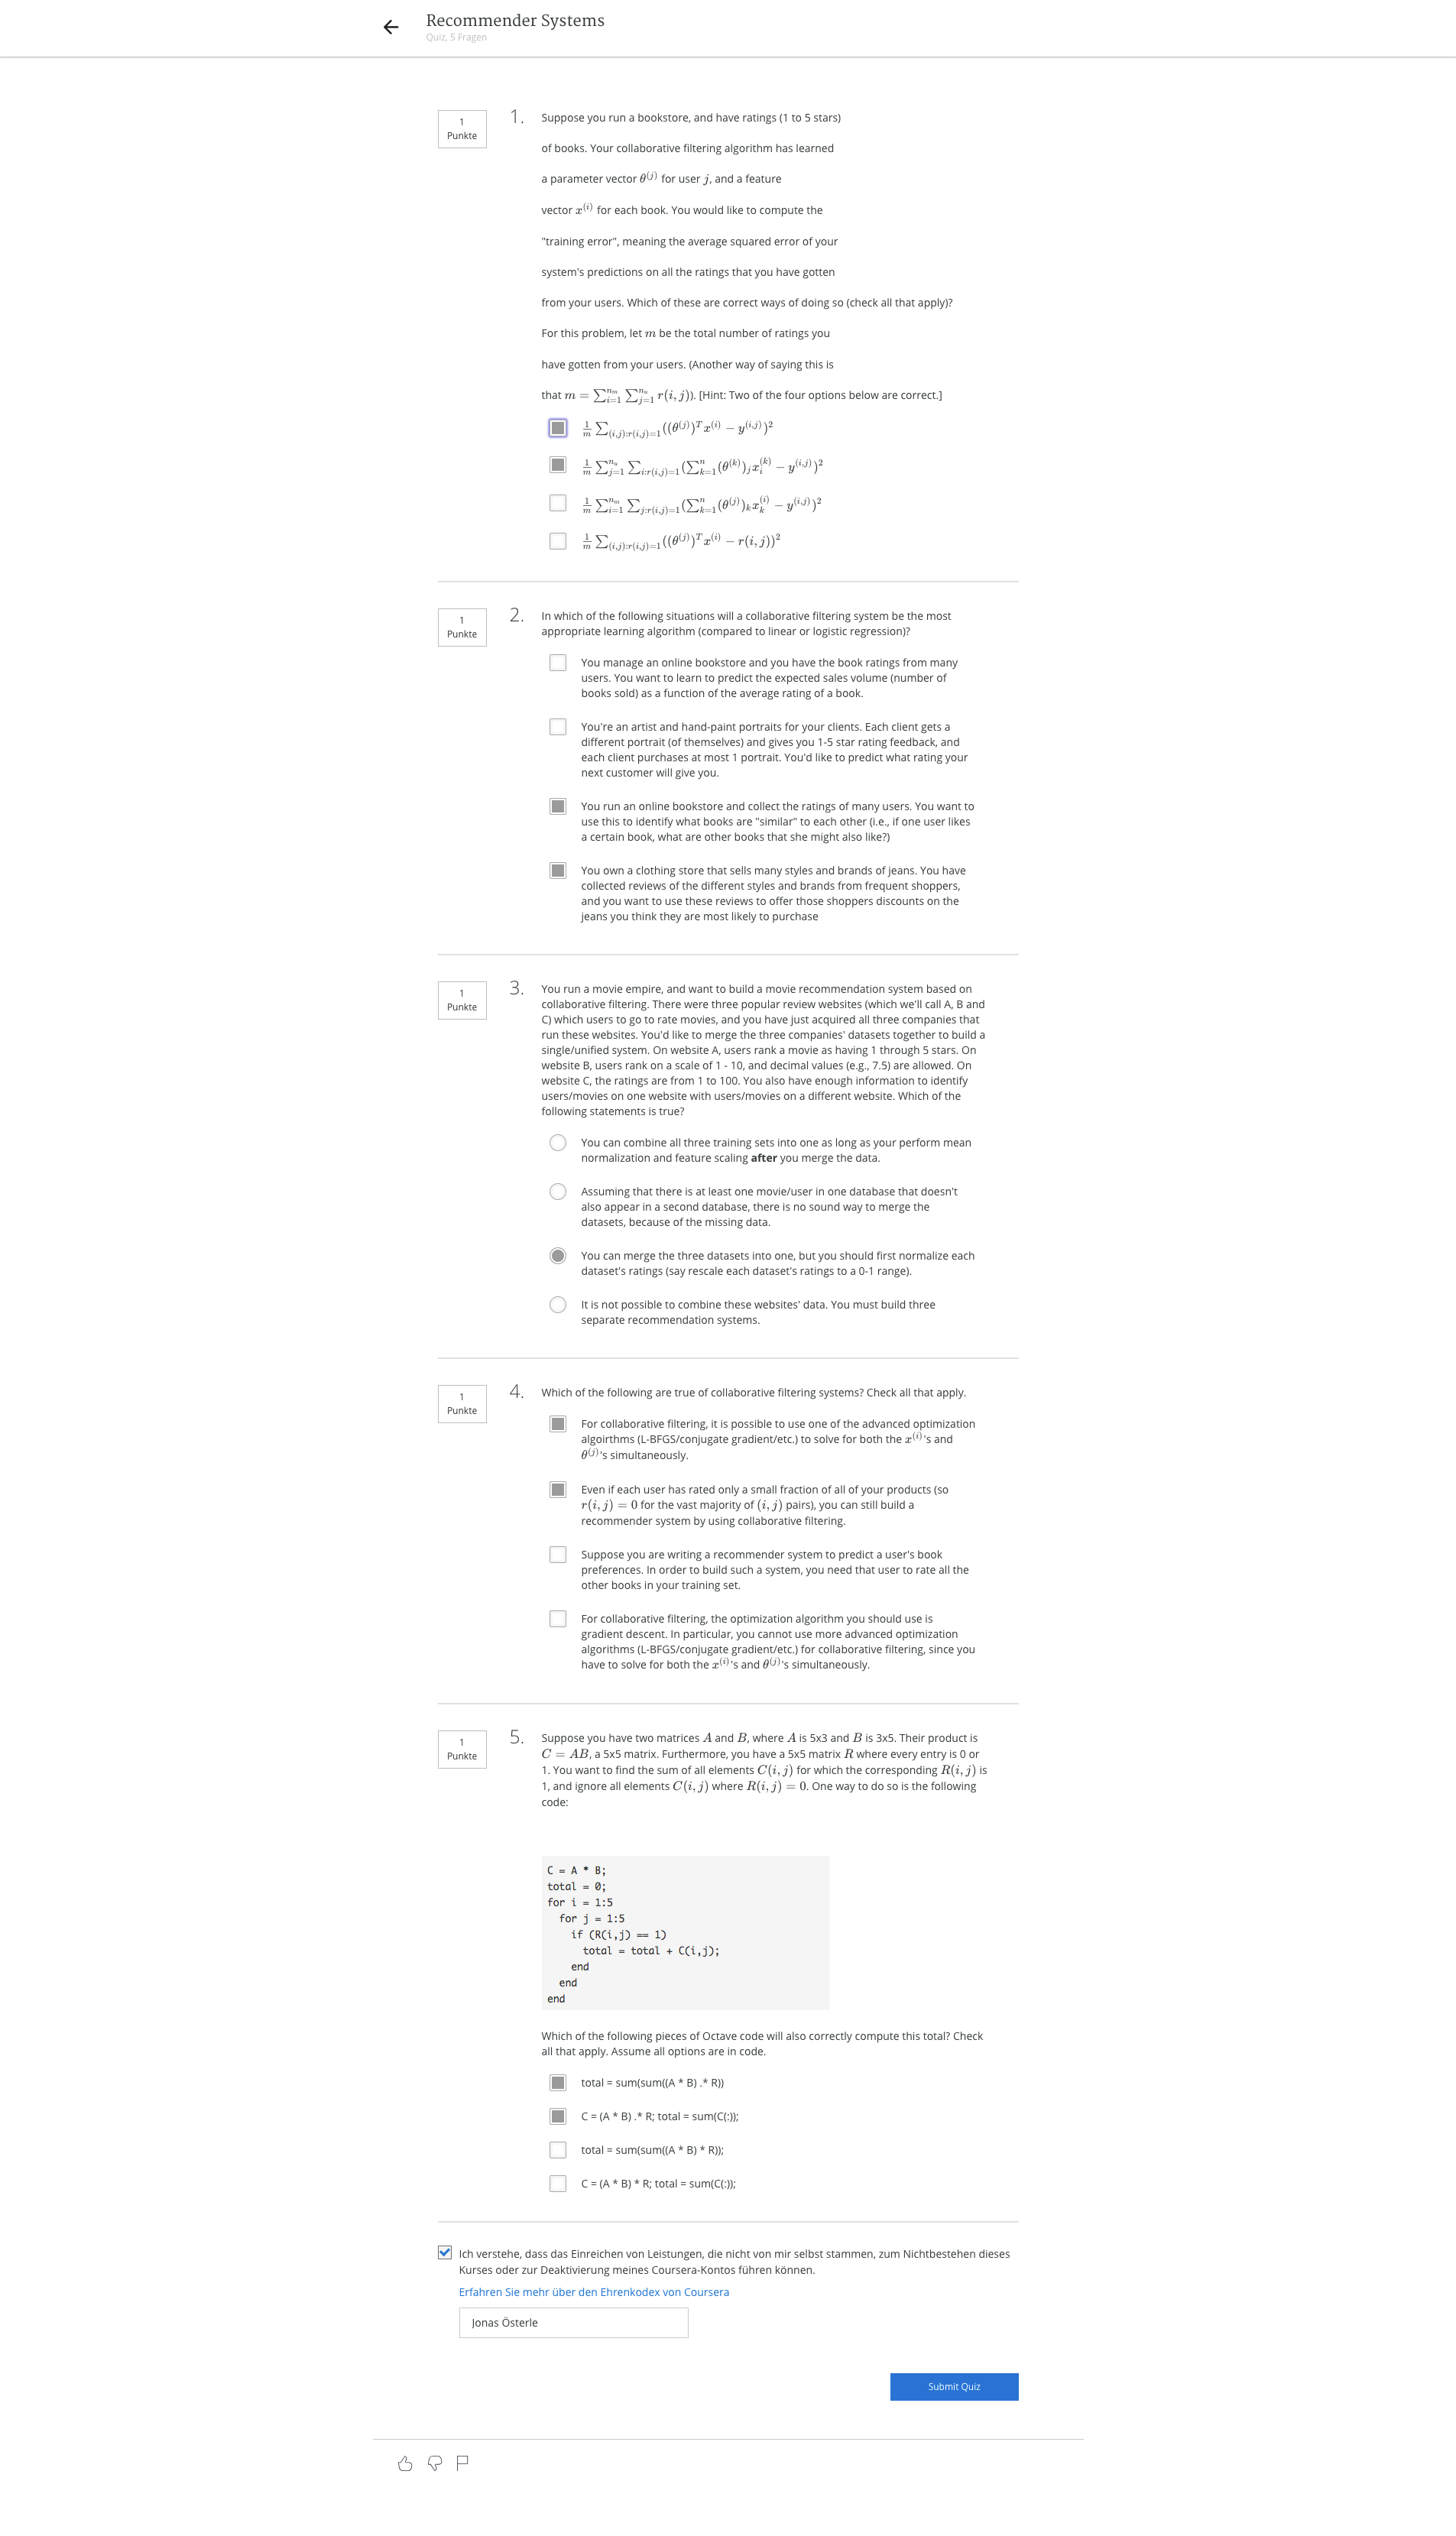 Recommender Systems
Quiz, 5 Fragen
1
Punkte
1.
Suppose you run a bookstore, and have ratings (1 to 5 stars)
of books. Your collaborative filtering algorithm has learned
a parameter vector θ^(j) for user j, and a feature
vector x^(i) for each book. You would like to compute the
"training error", meaning the average squared error of your
system's predictions on all the ratings that you have gotten
from your users. Which of these are correct ways of doing so (check all that apply)?
For this problem, let m be the total number of ratings you
have gotten from your users. (Another way of saying this is
that m = ∑_{i=1}^{n_m} ∑_{j=1}^{n_u} r(i, j)). [Hint: Two of the four options below are correct.]
1/m ∑_{(i,j):r(i,j)=1} ((θ^(j))^T x^(i) − y^(i,j))^2
1/m ∑_{j=1}^{n_u} ∑_{i:r(i,j)=1} (∑_{k=1}^{n} (θ^(k))_j x_i^(k) − y^(i,j))^2
1/m ∑_{i=1}^{n_m} ∑_{j:r(i,j)=1} (∑_{k=1}^{n} (θ^(j))_k x_k^(i) − y^(i,j))^2
1/m ∑_{(i,j):r(i,j)=1} ((θ^(j))^T x^(i) − r(i, j))^2
1
Punkte
2.
In which of the following situations will a collaborative filtering system be the most
appropriate learning algorithm (compared to linear or logistic regression)?
You manage an online bookstore and you have the book ratings from many
users. You want to learn to predict the expected sales volume (number of
books sold) as a function of the average rating of a book.
You're an artist and hand-paint portraits for your clients. Each client gets a
different portrait (of themselves) and gives you 1-5 star rating feedback, and
each client purchases at most 1 portrait. You'd like to predict what rating your
next customer will give you.
You run an online bookstore and collect the ratings of many users. You want to
use this to identify what books are "similar" to each other (i.e., if one user likes
a certain book, what are other books that she might also like?)
You own a clothing store that sells many styles and brands of jeans. You have
collected reviews of the different styles and brands from frequent shoppers,
and you want to use these reviews to offer those shoppers discounts on the
jeans you think they are most likely to purchase
1
Punkte
3.
You run a movie empire, and want to build a movie recommendation system based on
collaborative filtering. There were three popular review websites (which we'll call A, B and
C) which users to go to rate movies, and you have just acquired all three companies that
run these websites. You'd like to merge the three companies' datasets together to build a
single/unified system. On website A, users rank a movie as having 1 through 5 stars. On
website B, users rank on a scale of 1 - 10, and decimal values (e.g., 7.5) are allowed. On
website C, the ratings are from 1 to 100. You also have enough information to identify
users/movies on one website with users/movies on a different website. Which of the
following statements is true?
You can combine all three training sets into one as long as your perform mean
normalization and feature scaling after you merge the data.
Assuming that there is at least one movie/user in one database that doesn't
also appear in a second database, there is no sound way to merge the
datasets, because of the missing data.
You can merge the three datasets into one, but you should first normalize each
dataset's ratings (say rescale each dataset's ratings to a 0-1 range).
It is not possible to combine these websites' data. You must build three
separate recommendation systems.
1
Punkte
4.
Which of the following are true of collaborative filtering systems? Check all that apply.
For collaborative filtering, it is possible to use one of the advanced optimization
algoirthms (L-BFGS/conjugate gradient/etc.) to solve for both the x^(i)'s and
θ^(j)'s simultaneously.
Even if each user has rated only a small fraction of all of your products (so
r(i, j) = 0 for the vast majority of (i, j) pairs), you can still build a
recommender system by using collaborative filtering.
Suppose you are writing a recommender system to predict a user's book
preferences. In order to build such a system, you need that user to rate all the
other books in your training set.
For collaborative filtering, the optimization algorithm you should use is
gradient descent. In particular, you cannot use more advanced optimization
algorithms (L-BFGS/conjugate gradient/etc.) for collaborative filtering, since you
have to solve for both the x^(i)'s and θ^(j)'s simultaneously.
1
Punkte
5.
Suppose you have two matrices A and B, where A is 5x3 and B is 3x5. Their product is
C = AB, a 5x5 matrix. Furthermore, you have a 5x5 matrix R where every entry is 0 or
1. You want to find the sum of all elements C(i, j) for which the corresponding R(i, j) is
1, and ignore all elements C(i, j) where R(i, j) = 0. One way to do so is the following
code:
C = A * B;
total = 0;
for i = 1:5
for j = 1:5
if (R(i,j) == 1)
total = total + C(i,j);
end
end
end
Which of the following pieces of Octave code will also correctly compute this total? Check
all that apply. Assume all options are in code.
total = sum(sum((A * B) .* R))
C = (A * B) .* R; total = sum(C(:));
total = sum(sum((A * B) * R));
C = (A * B) * R; total = sum(C(:));
Ich verstehe, dass das Einreichen von Leistungen, die nicht von mir selbst stammen, zum Nichtbestehen dieses
Kurses oder zur Deaktivierung meines Coursera-Kontos führen können.
Erfahren Sie mehr über den Ehrenkodex von Coursera
Jonas Österle
Submit Quiz